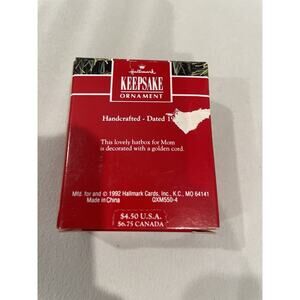 Hallmark
KEEPSAKE
ORNAMENT
Handcrafted - Dated
This lovely hatbox for Mom
is decorated with a golden cord.
Mfd. for and © 1992 Hallmark Cards, Inc., K.C., MO 64141
Made in China QXM550-4
$4.50 U.S.A.
$6.75 CANADA